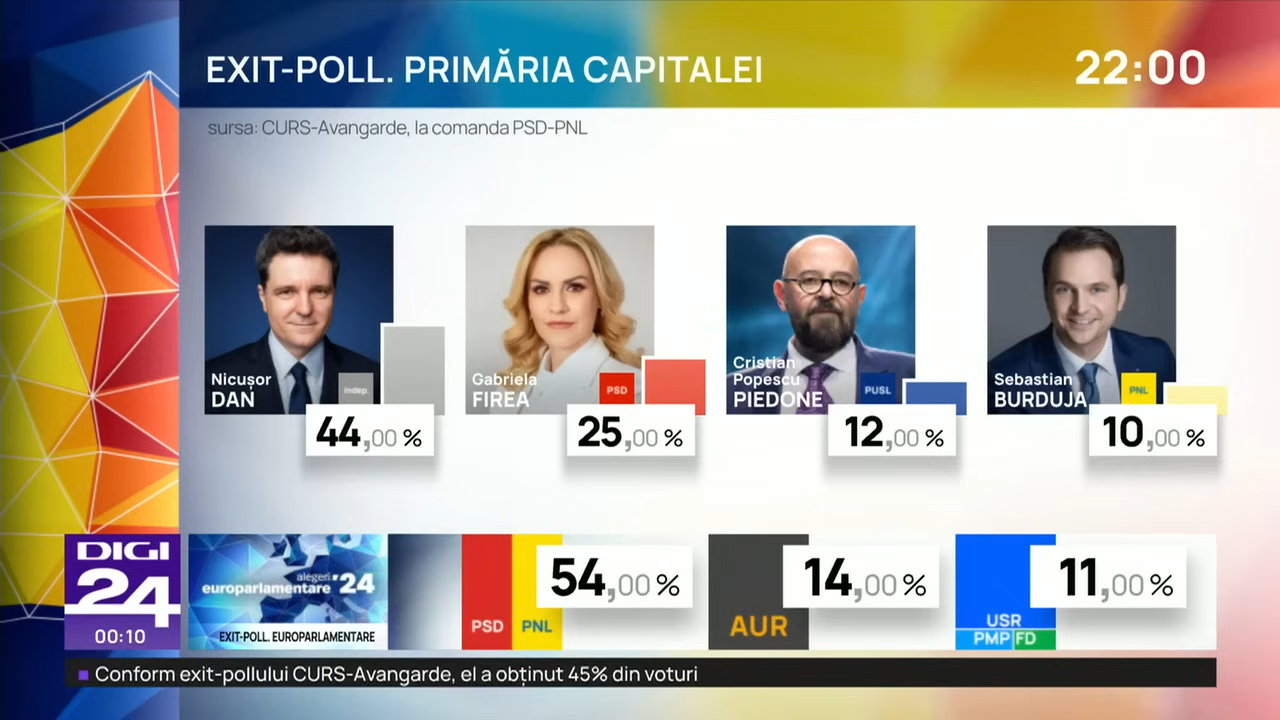 EXIT-POLL. PRIMĂRIA CAPITALEI
22:00
sursa: CURS-Avangarde, la comanda PSD-PNL
Nicușor
DAN
indep.
44,00 %
Gabriela
FIREA
PSD
25,00 %
Cristian
Popescu
PIEDONE
PUSL
12,00 %
Sebastian
BURDUJA
PNL
10,00 %
DIGI
24
00:10
alegeri
europarlamentare '24
EXIT-POLL. EUROPARLAMENTARE
PSD
PNL
54,00 %
AUR
14,00 %
USR
PMP FD
11,00 %
Conform exit-pollului CURS-Avangarde, el a obținut 45% din voturi